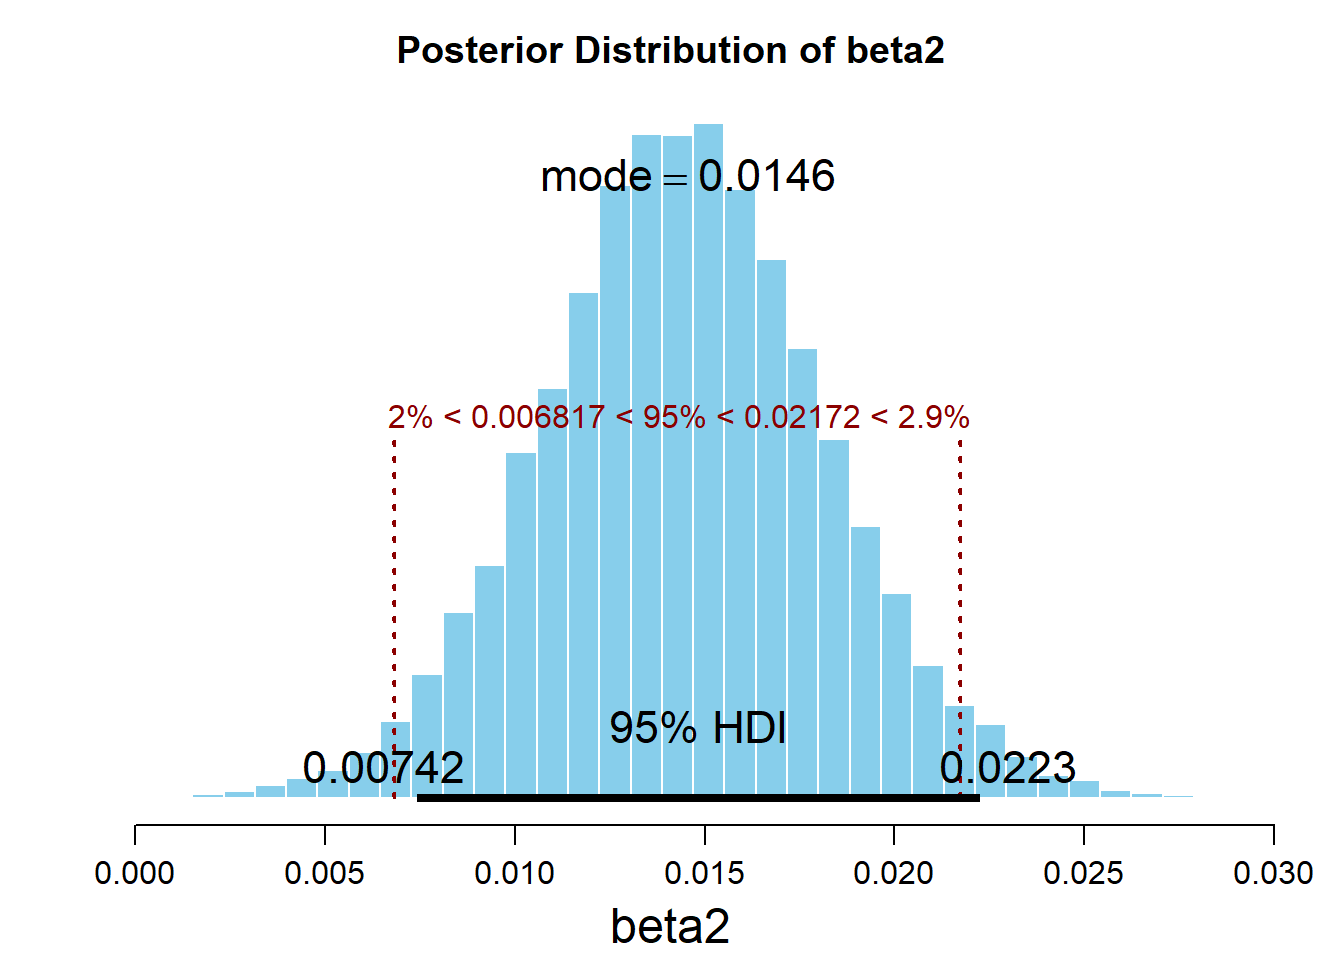 Posterior Distribution of beta2
mode = 0.0146
2% < 0.006817 < 95% < 0.02172 < 2.9%
95% HDI
0.00742 0.0223
0.000 0.005 0.010 0.015 0.020 0.025 0.030
beta2